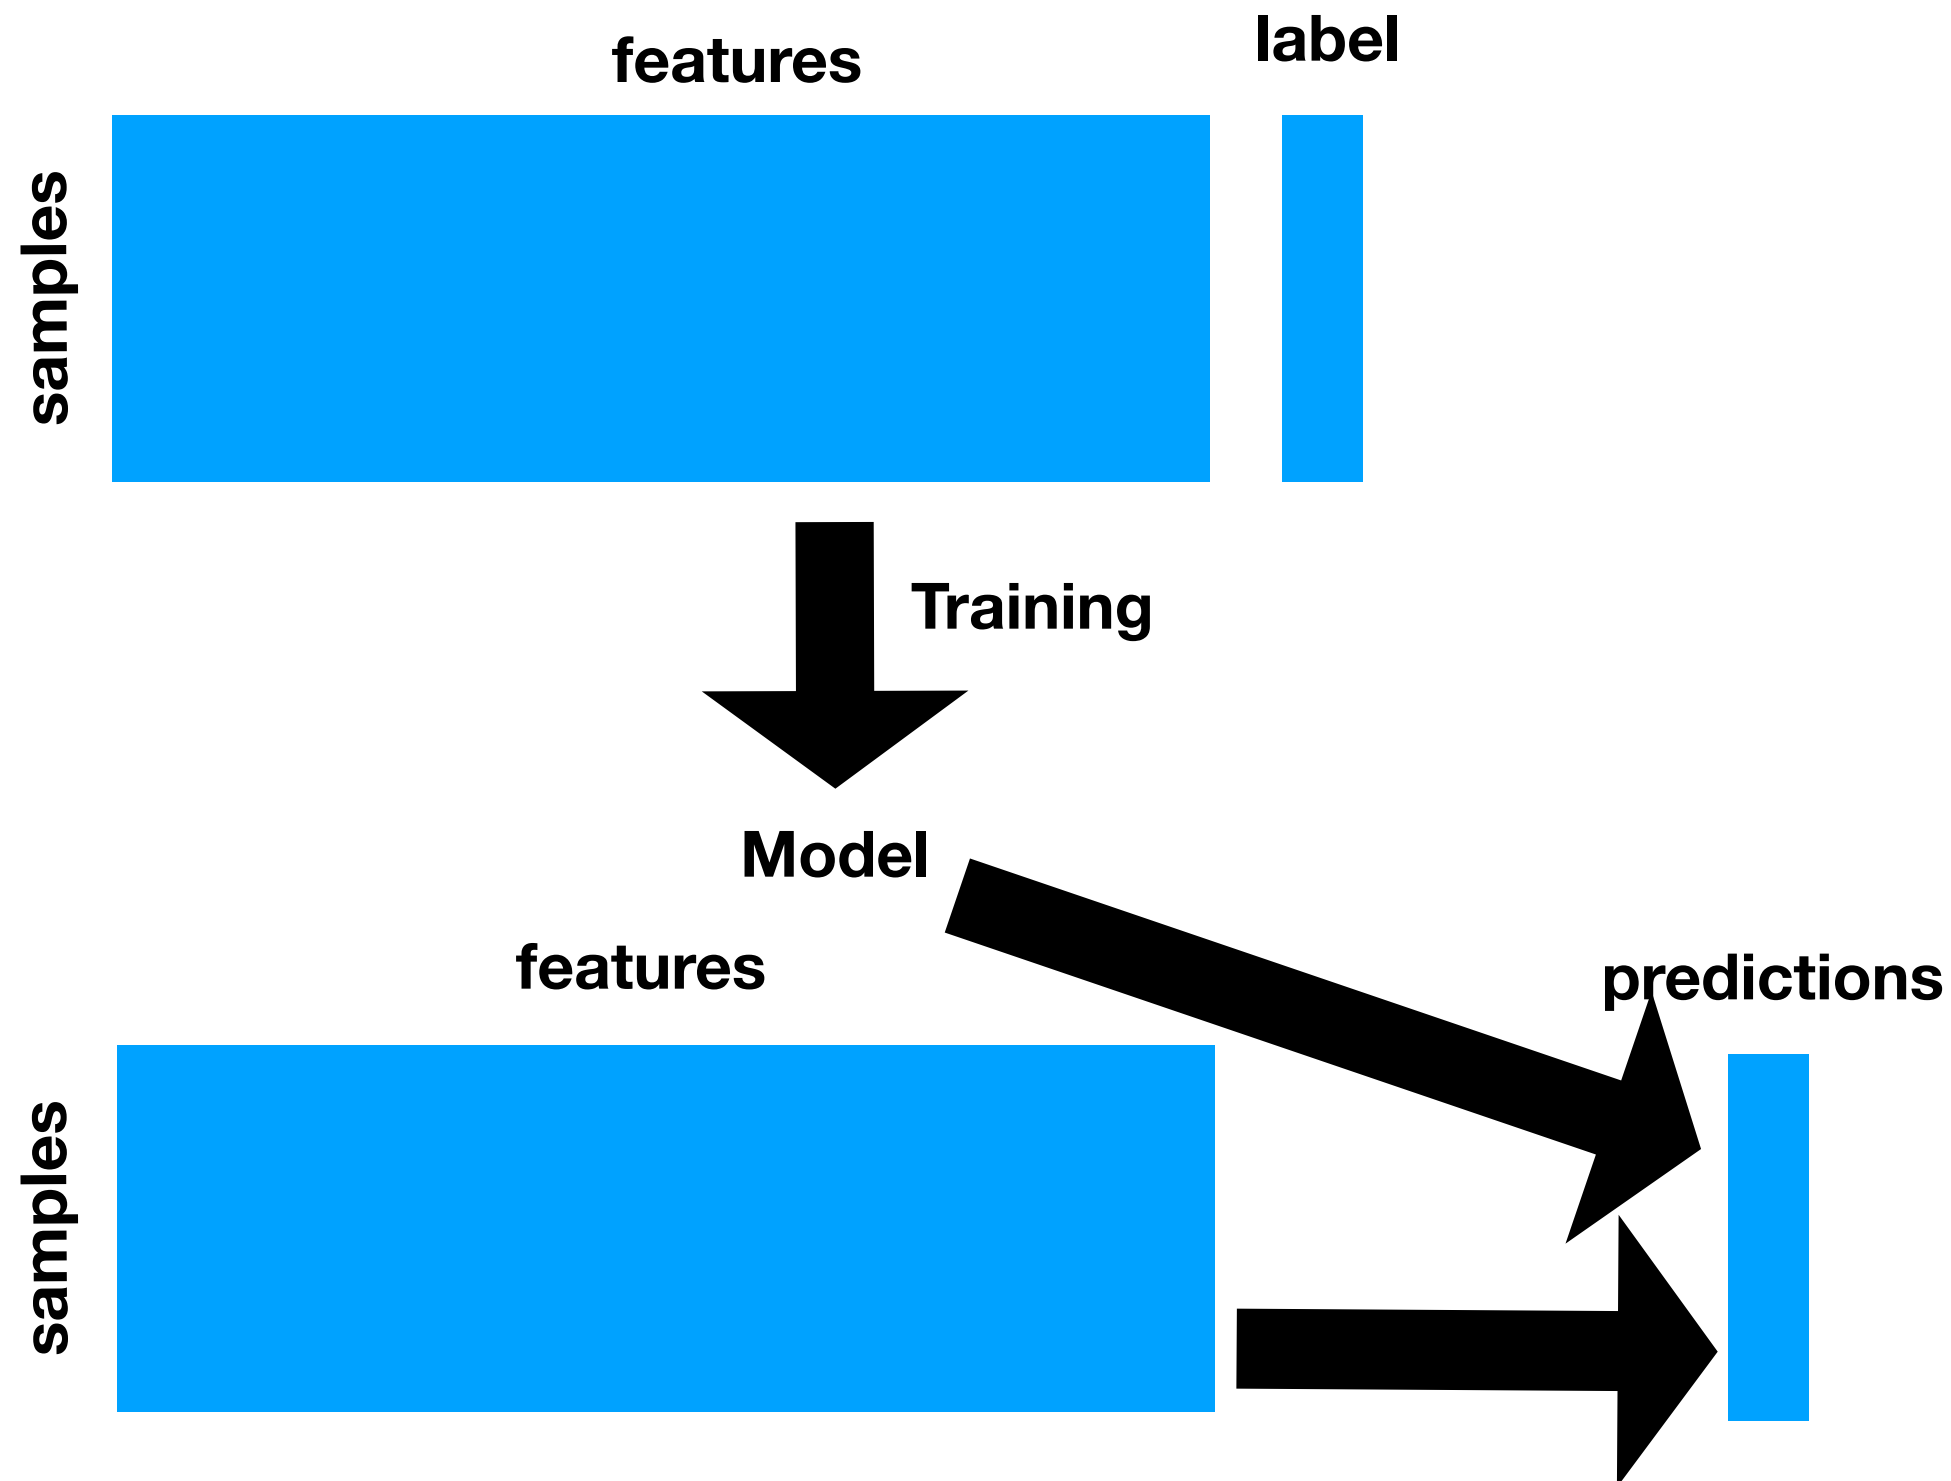 features
label
samples
Training
Model
features
predictions
samples